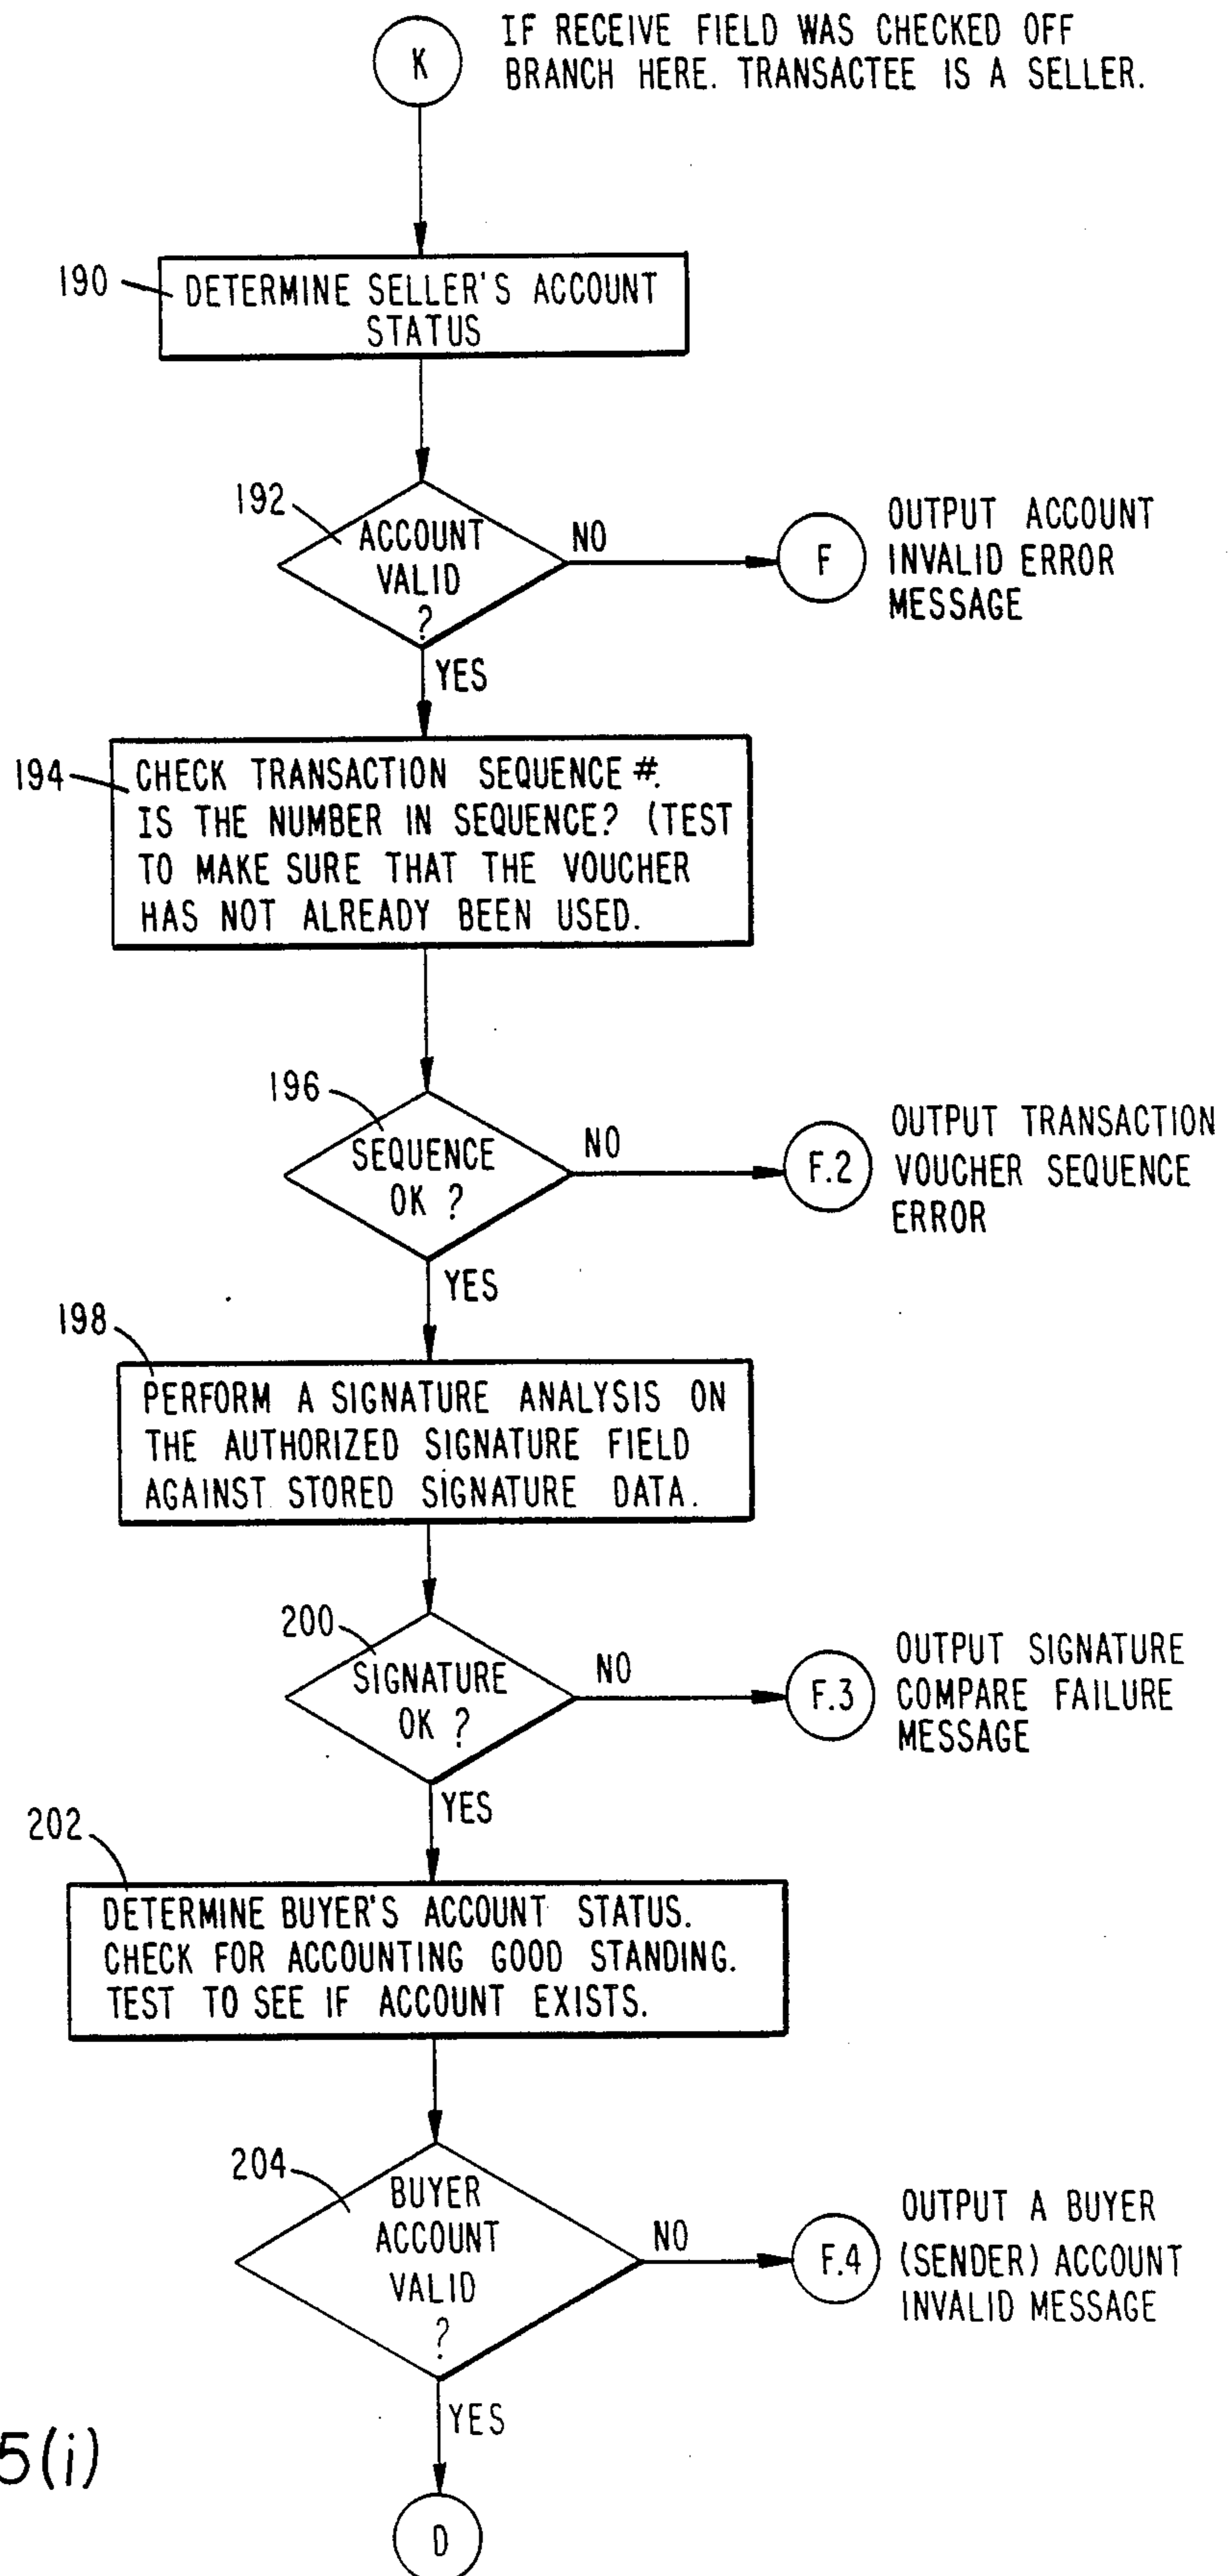 K
IF RECEIVE FIELD WAS CHECKED OFF
BRANCH HERE. TRANSACTEE IS A SELLER.
190
DETERMINE SELLER'S ACCOUNT
STATUS
192
ACCOUNT
VALID
?
NO
F
OUTPUT ACCOUNT
INVALID ERROR
MESSAGE
YES
194
CHECK TRANSACTION SEQUENCE #.
IS THE NUMBER IN SEQUENCE? (TEST
TO MAKE SURE THAT THE VOUCHER
HAS NOT ALREADY BEEN USED.
196
SEQUENCE
OK ?
NO
F.2
OUTPUT TRANSACTION
VOUCHER SEQUENCE
ERROR
YES
198
PERFORM A SIGNATURE ANALYSIS ON
THE AUTHORIZED SIGNATURE FIELD
AGAINST STORED SIGNATURE DATA.
200
SIGNATURE
OK ?
NO
F.3
OUTPUT SIGNATURE
COMPARE FAILURE
MESSAGE
YES
202
DETERMINE BUYER'S ACCOUNT STATUS.
CHECK FOR ACCOUNTING GOOD STANDING.
TEST TO SEE IF ACCOUNT EXISTS.
204
BUYER
ACCOUNT
VALID
?
NO
F.4
OUTPUT A BUYER
(SENDER) ACCOUNT
INVALID MESSAGE
YES
5(i)
D